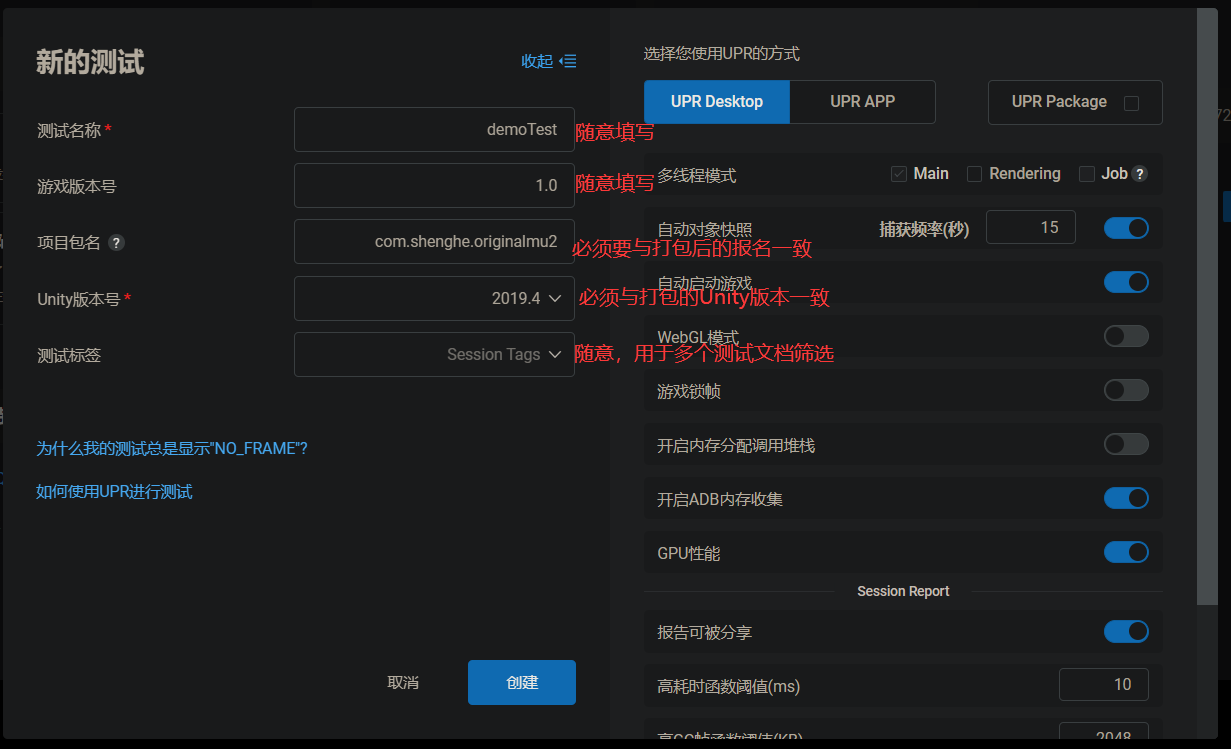 新的测试
收起
测试名称*
demoTest
随意填写
游戏版本号
1.0
随意填写
项目包名 ?
com.shenghe.originalmu2
必须要与打包后的报名一致
Unity版本号*
2019.4
必须与打包的Unity版本一致
测试标签
Session Tags
随意，用于多个测试文档筛选
为什么我的测试总是显示"NO_FRAME"?
如何使用UPR进行测试
取消
创建
选择您使用UPR的方式
UPR Desktop
UPR APP
UPR Package
多线程模式
Main
Rendering
Job ?
自动对象快照
捕获频率(秒)
15
自动启动游戏
WebGL模式
游戏锁帧
开启内存分配调用堆栈
开启ADB内存收集
GPU性能
Session Report
报告可被分享
高耗时函数阈值(ms)
10
高GC帧函数阈值(KB)
2048